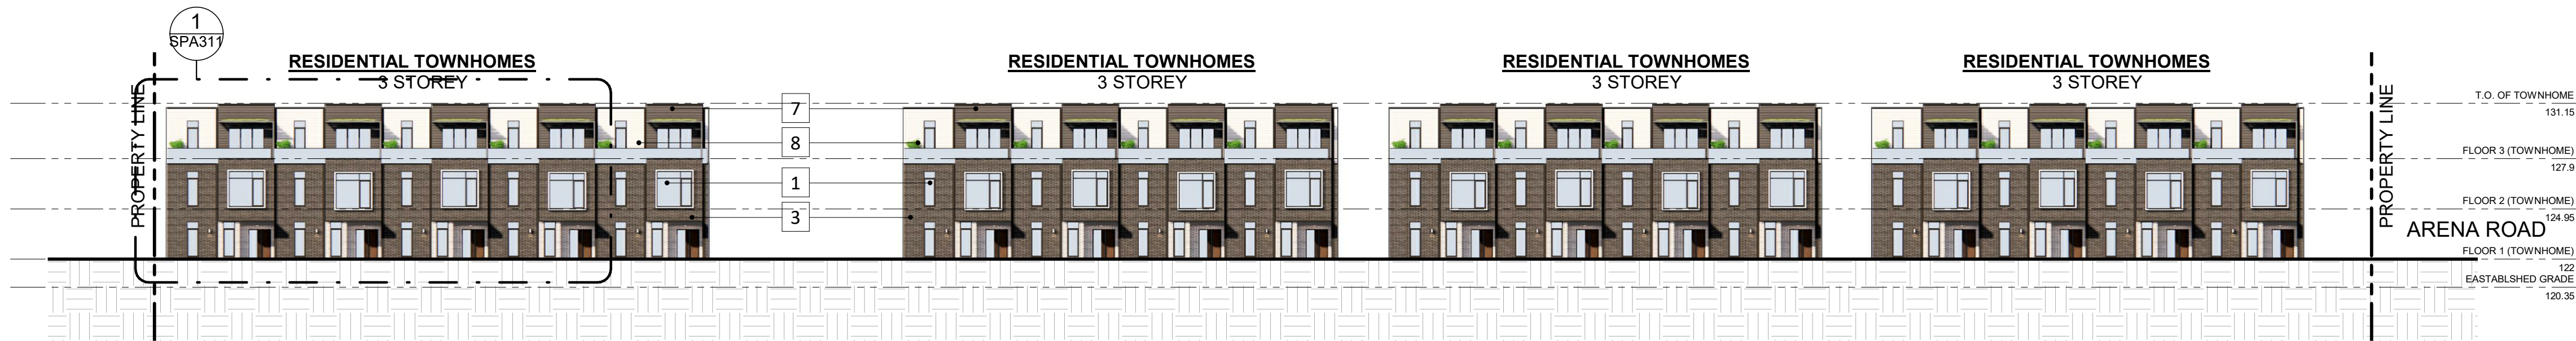 1
SPA311
RESIDENTIAL TOWNHOMES
3 STOREY
RESIDENTIAL TOWNHOMES
3 STOREY
RESIDENTIAL TOWNHOMES
3 STOREY
RESIDENTIAL TOWNHOMES
3 STOREY
PROPERTY LINE
7
8
1
3
PROPERTY LINE
T.O. OF TOWNHOME
131.15
FLOOR 3 (TOWNHOME)
127.9
FLOOR 2 (TOWNHOME)
124.95
ARENA ROAD
FLOOR 1 (TOWNHOME)
122
EASTABLSHED GRADE
120.35